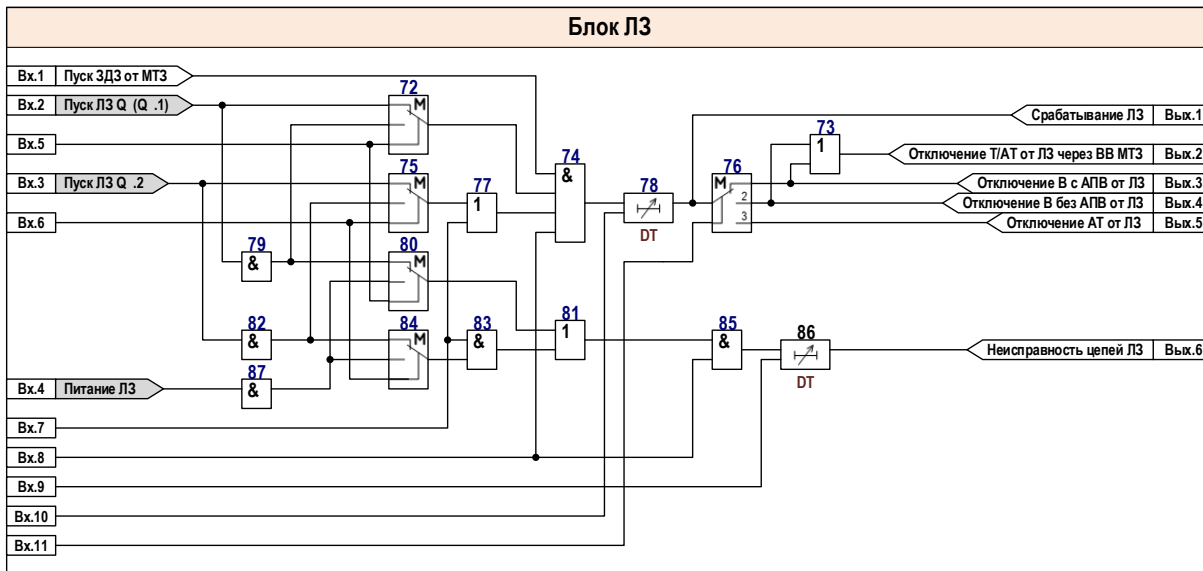 Блок ЛЗ
Вх.1 Пуск ЗДЗ от МТЗ
Вх.2 Пуск ЛЗ Q (Q .1)
Вх.5
Вх.3 Пуск ЛЗ Q .2
Вх.6
Вх.4 Питание ЛЗ
Вх.7
Вх.8
Вх.9
Вх.10
Вх.11
72
М
75
М
77
1
79
&
80
М
82
&
84
М
83
&
87
&
74
&
81
1
78
DT
76
М
2
3
73
1
85
&
86
DT
Срабатывание ЛЗ Вых.1
Отключение Т/АТ от ЛЗ через ВВ МТЗ Вых.2
Отключение В с АПВ от ЛЗ Вых.3
Отключение В без АПВ от ЛЗ Вых.4
Отключение АТ от ЛЗ Вых.5
Неисправность цепей ЛЗ Вых.6